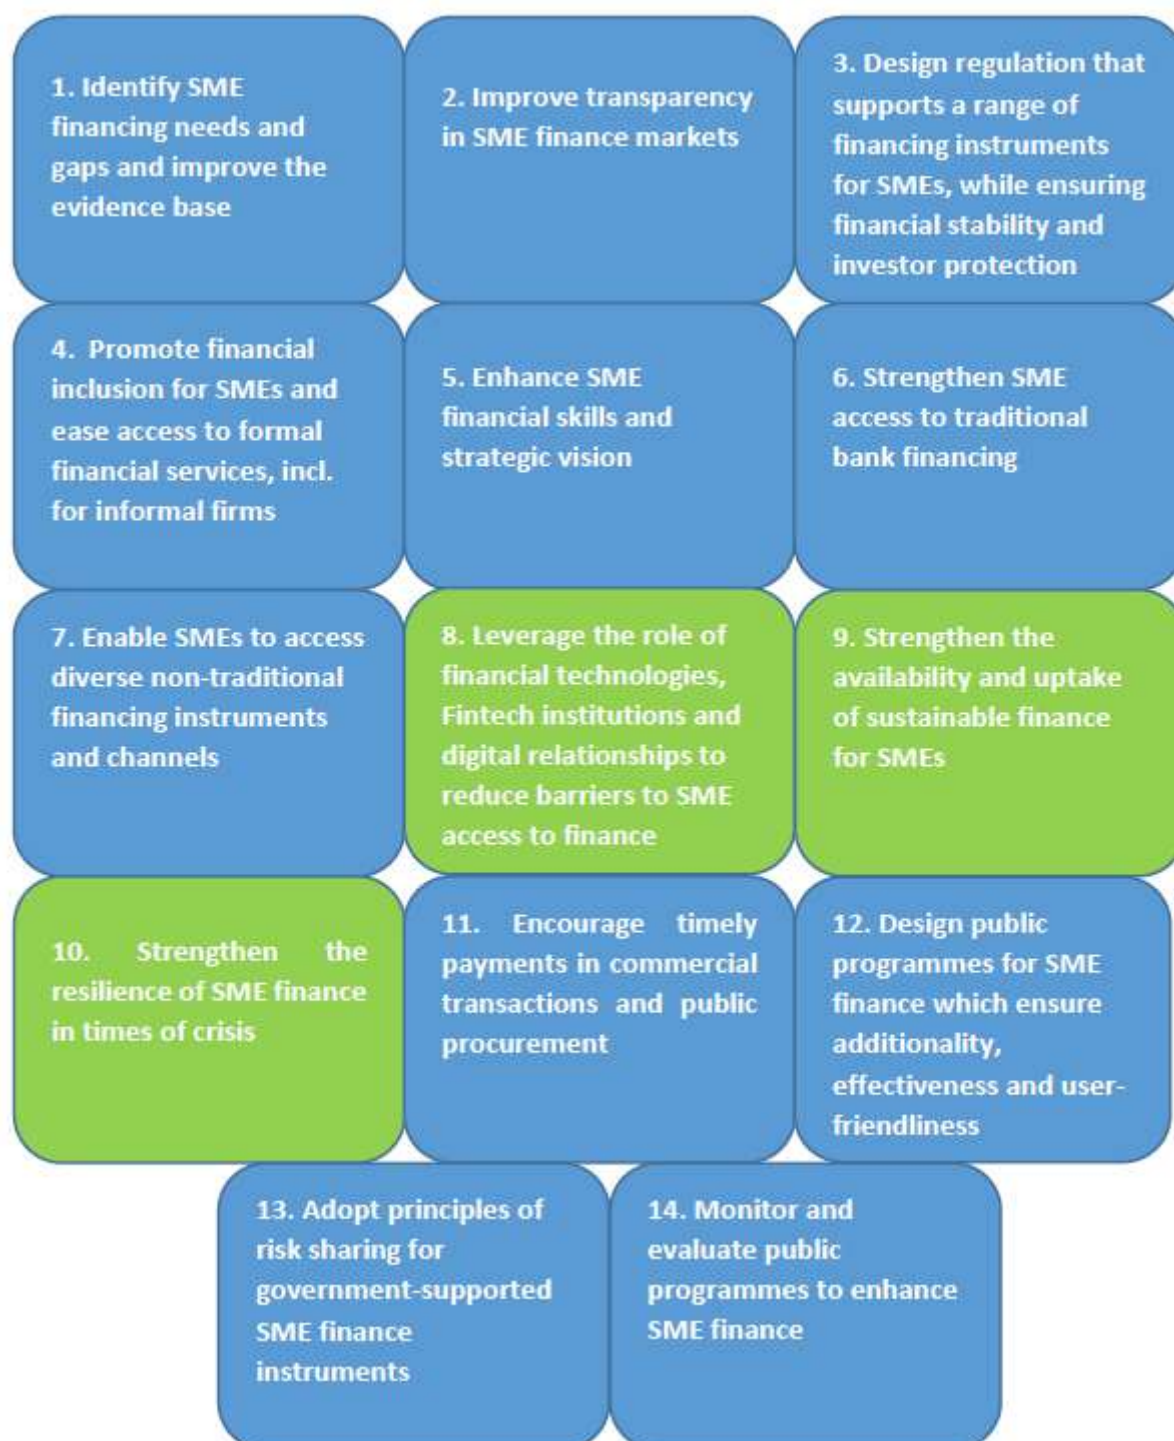 1. Identify SME
financing needs and
gaps and improve the
evidence base
2. Improve transparency
in SME finance markets
3. Design regulation that
supports a range of
financing instruments
for SMEs, while ensuring
financial stability and
investor protection
4. Promote financial
inclusion for SMEs and
ease access to formal
financial services, incl.
for informal firms
5. Enhance SME
financial skills and
strategic vision
6. Strengthen SME
access to traditional
bank financing
7. Enable SMEs to access
diverse non-traditional
financing instruments
and channels
8. Leverage the role of
financial technologies,
Fintech institutions and
digital relationships to
reduce barriers to SME
access to finance
9. Strengthen the
availability and uptake
of sustainable finance
for SMEs
10. Strengthen the
resilience of SME finance
in times of crisis
11. Encourage timely
payments in commercial
transactions and public
procurement
12. Design public
programmes for SME
finance which ensure
additionality,
effectiveness and user-
friendliness
13. Adopt principles of
risk sharing for
government-supported
SME finance
instruments
14. Monitor and
evaluate public
programmes to enhance
SME finance